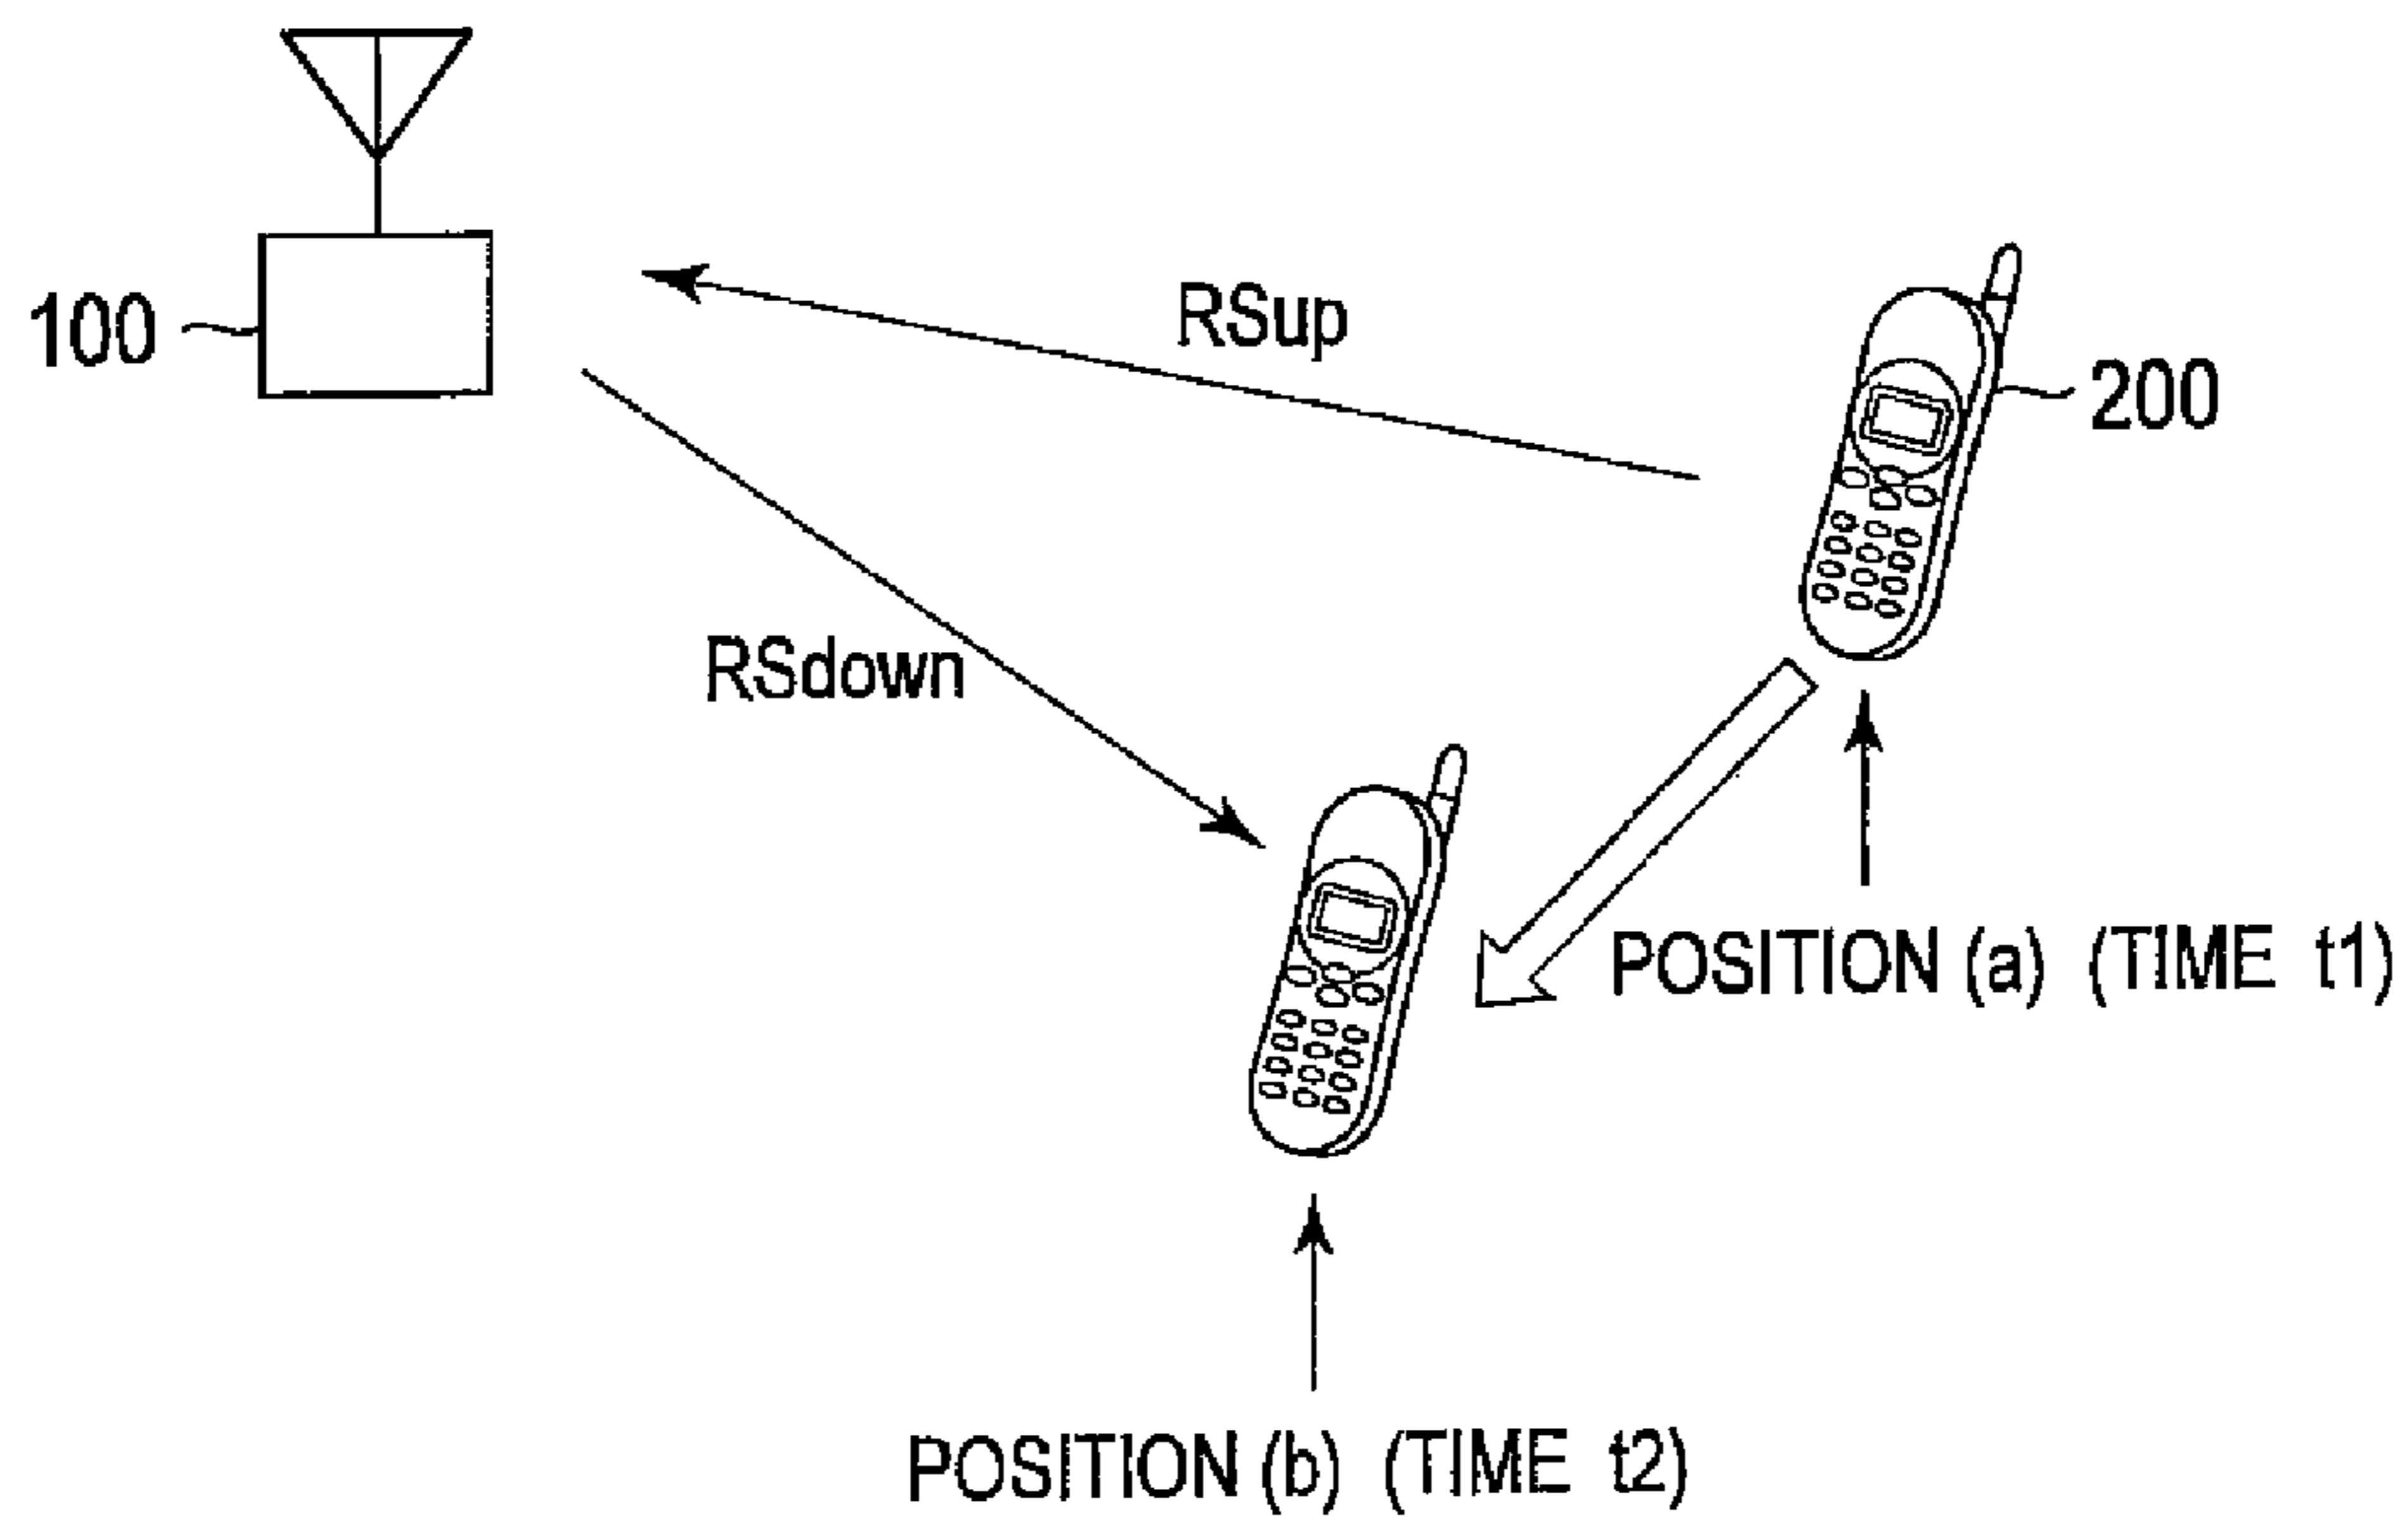 100
RSup
200
RSdown
POSITION (a) (TIME t1)
POSITION (b) (TIME t2)